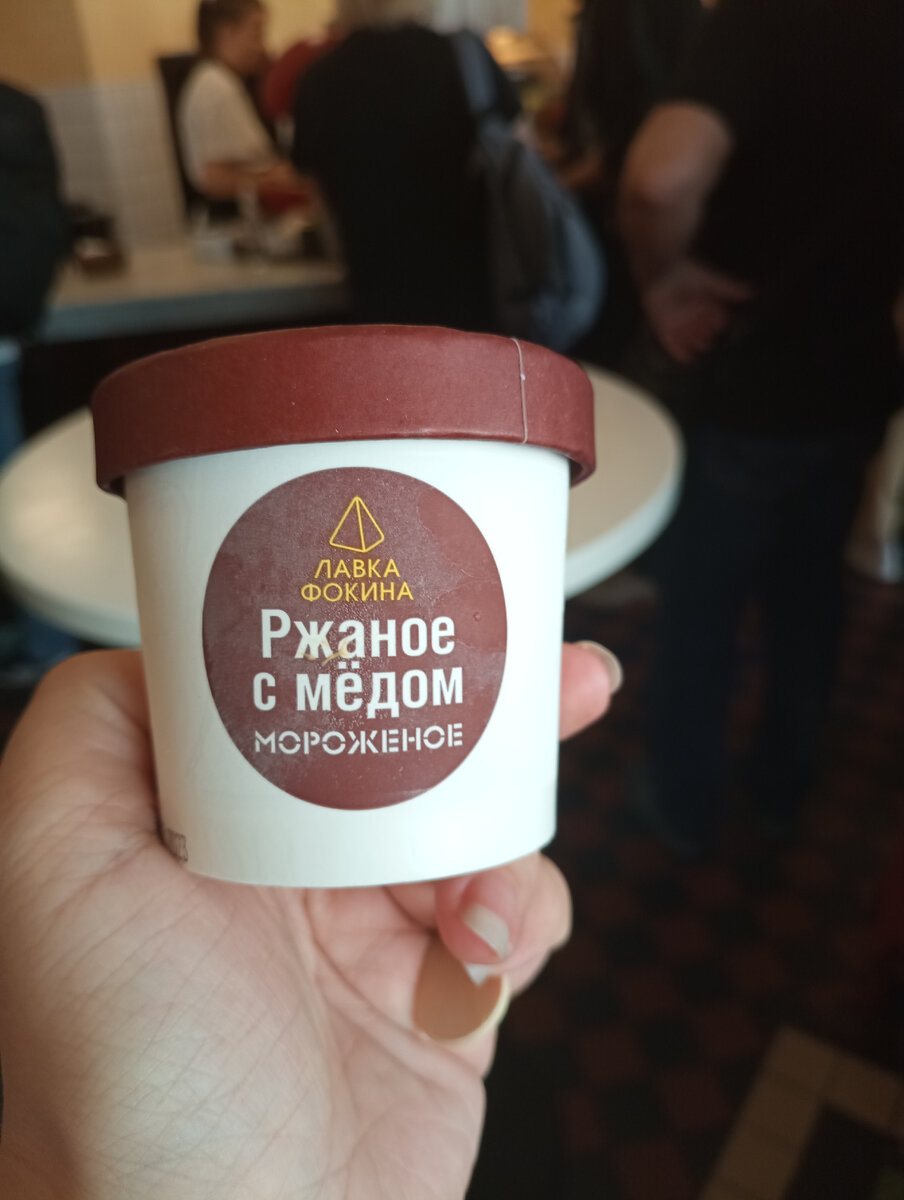 ЛАВКА
ФОКИНА
Ржаное
с мёдом
МОРОЖЕНОЕ